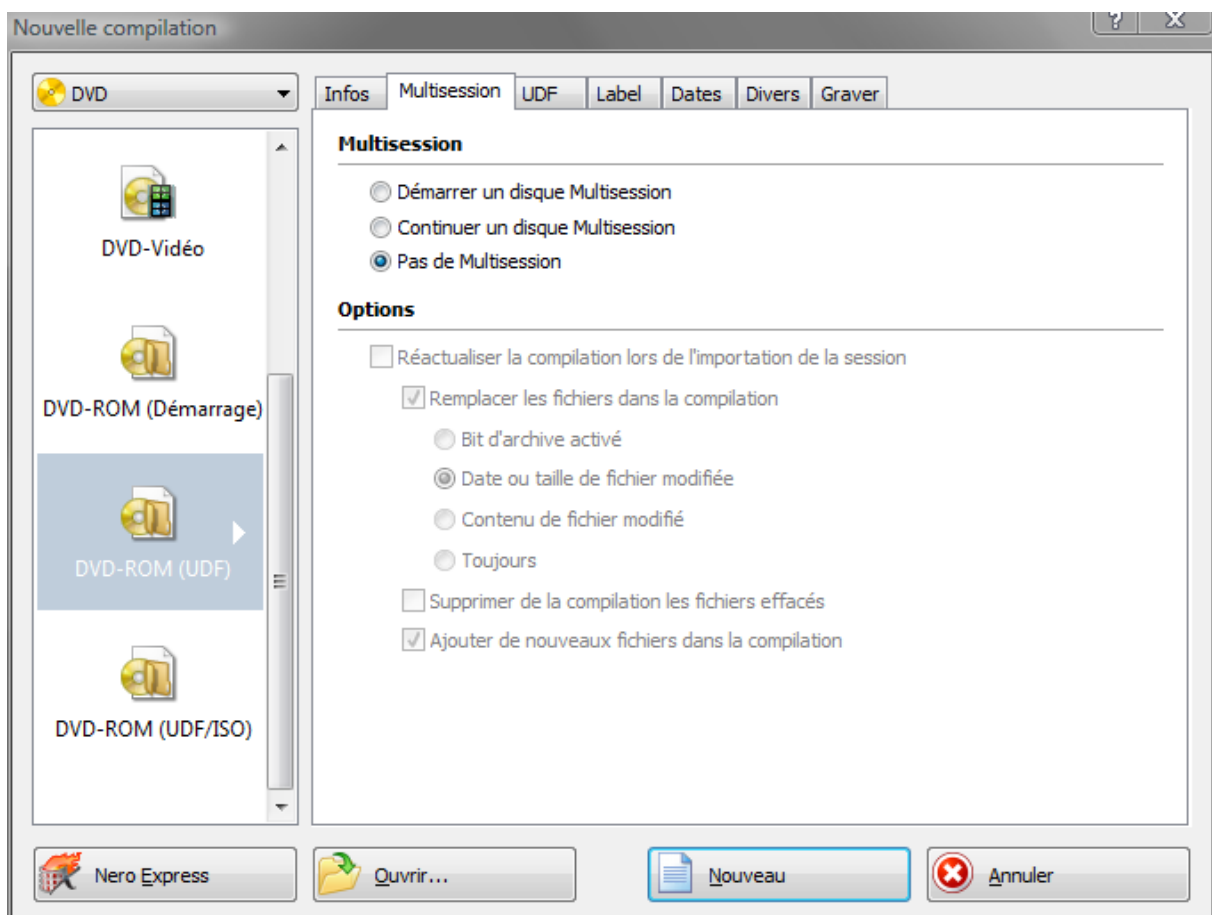 Nouvelle compilation
?
X
DVD
DVD-Vidéo
DVD-ROM (Démarrage)
DVD-ROM (UDF)
DVD-ROM (UDF/ISO)
Infos
Multisession
UDF
Label
Dates
Divers
Graver
Multisession
Démarrer un disque Multisession
Continuer un disque Multisession
Pas de Multisession
Options
Réactualiser la compilation lors de l'importation de la session
Remplacer les fichiers dans la compilation
Bit d'archive activé
Date ou taille de fichier modifiée
Contenu de fichier modifié
Toujours
Supprimer de la compilation les fichiers effacés
Ajouter de nouveaux fichiers dans la compilation
Nero Express
Ouvrir...
Nouveau
Annuler